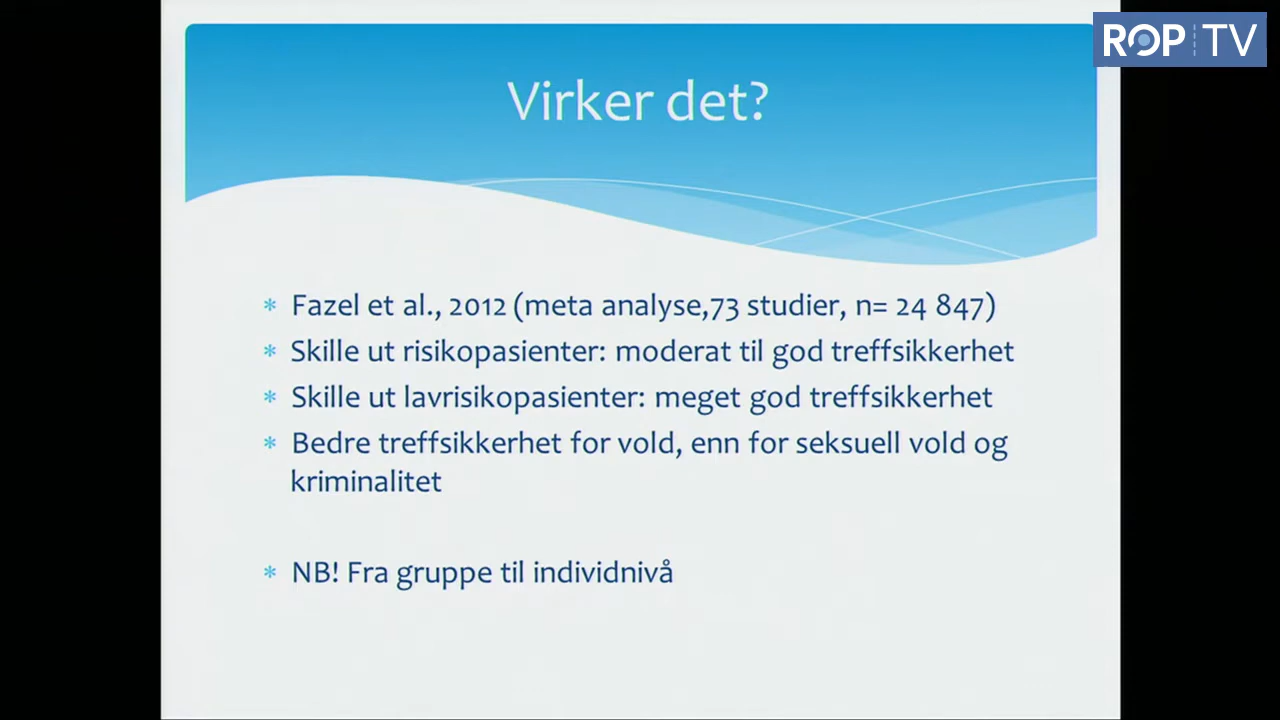 ROP TV
Virker det?
* Fazel et al., 2012 (meta analyse,73 studier, n= 24 847)
* Skille ut risikopasienter: moderat til god treffsikkerhet
* Skille ut lavrisikopasienter: meget god treffsikkerhet
* Bedre treffsikkerhet for vold, enn for seksuell vold og
kriminalitet
* NB! Fra gruppe til individnivå